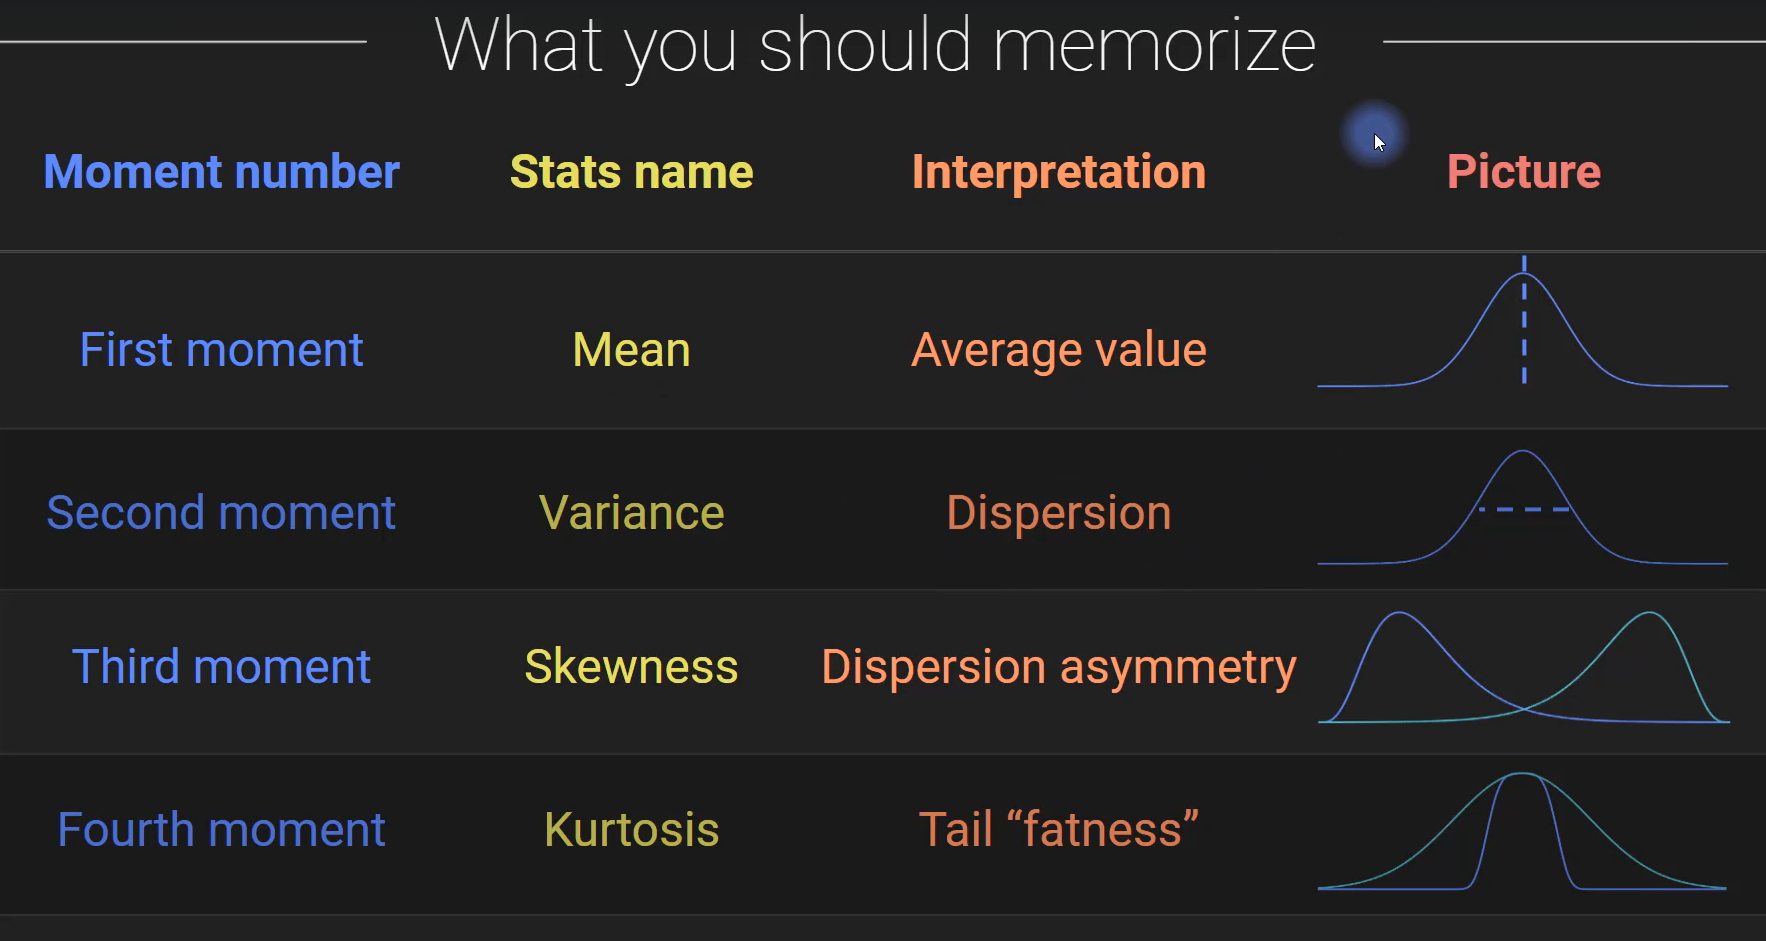 What you should memorize
Moment number Stats name Interpretation Picture
First moment Mean Average value
Second moment Variance Dispersion
Third moment Skewness Dispersion asymmetry
Fourth moment Kurtosis Tail “fatness”